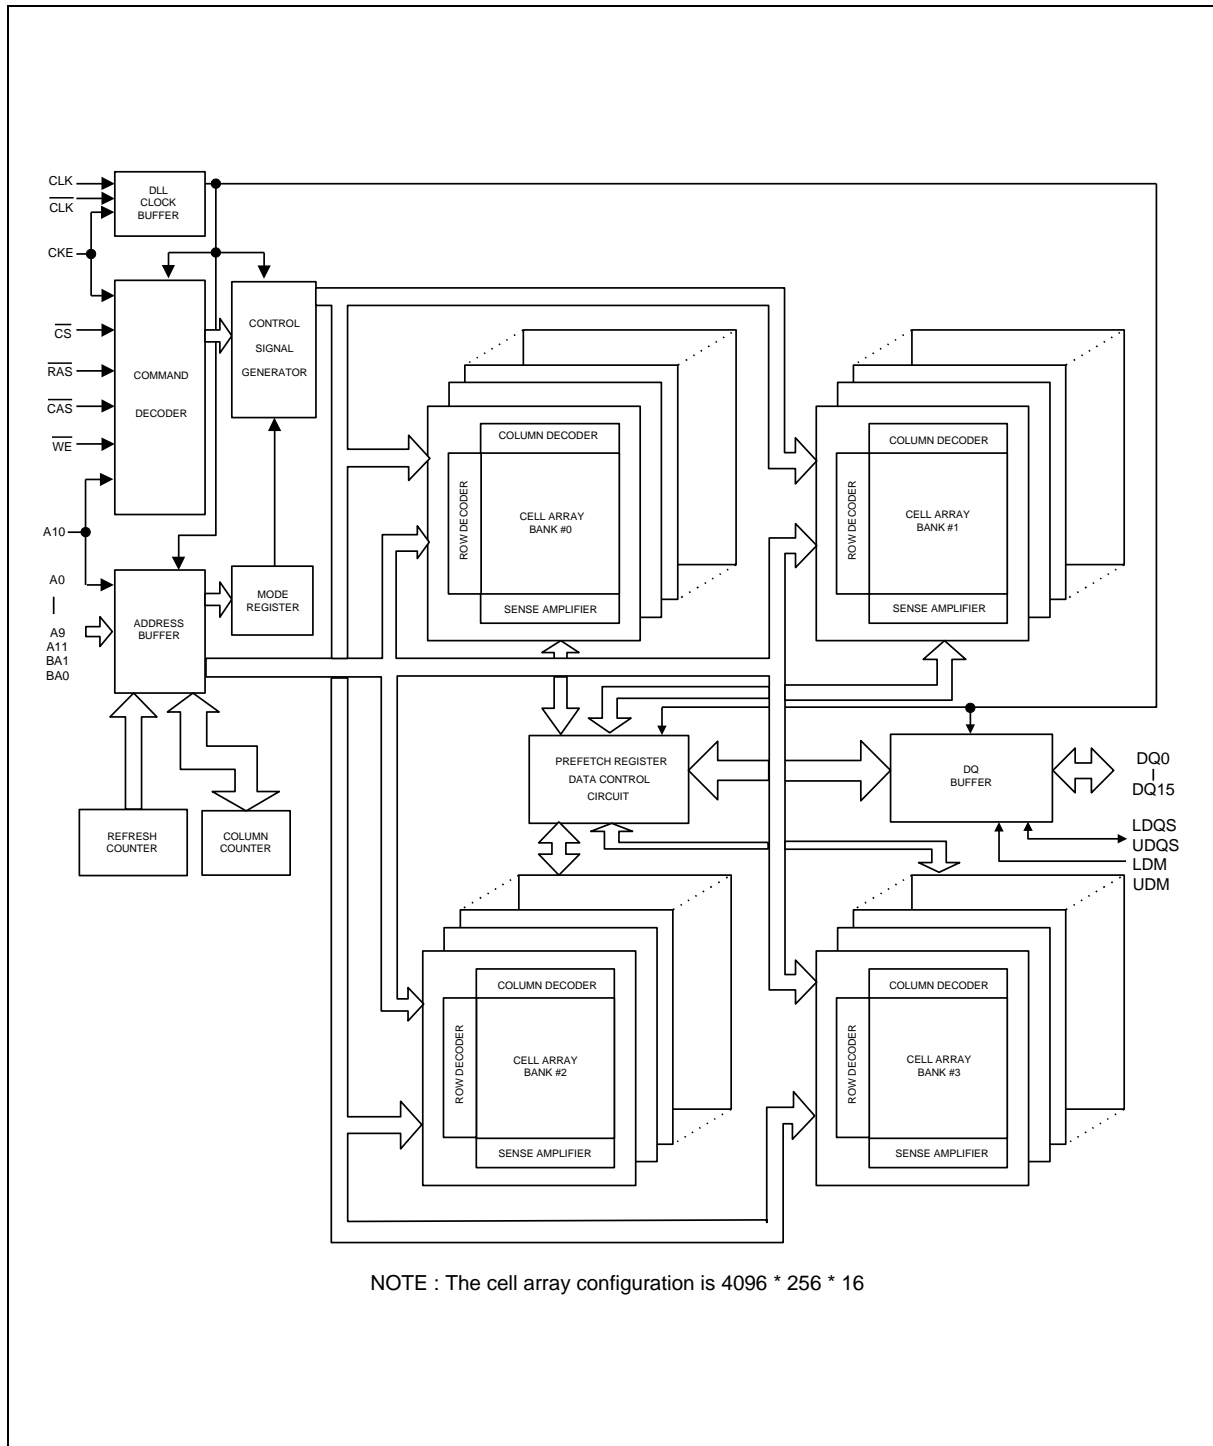 CLK
CLK
CKE
CS
RAS
CAS
WE
A10
A0
A9
A11
BA1
BA0
DLL
CLOCK
BUFFER
COMMAND
DECODER
CONTROL
SIGNAL
GENERATOR
ADDRESS
BUFFER
MODE
REGISTER
REFRESH
COUNTER
COLUMN
COUNTER
COLUMN DECODER
ROW DECODER
CELL ARRAY
BANK #0
SENSE AMPLIFIER
COLUMN DECODER
ROW DECODER
CELL ARRAY
BANK #1
SENSE AMPLIFIER
PREFETCH REGISTER
DATA CONTROL
CIRCUIT
DQ
BUFFER
DQ0
DQ15
LDQS
UDQS
LDM
UDM
COLUMN DECODER
ROW DECODER
CELL ARRAY
BANK #2
SENSE AMPLIFIER
COLUMN DECODER
ROW DECODER
CELL ARRAY
BANK #3
SENSE AMPLIFIER
NOTE : The cell array configuration is 4096 * 256 * 16